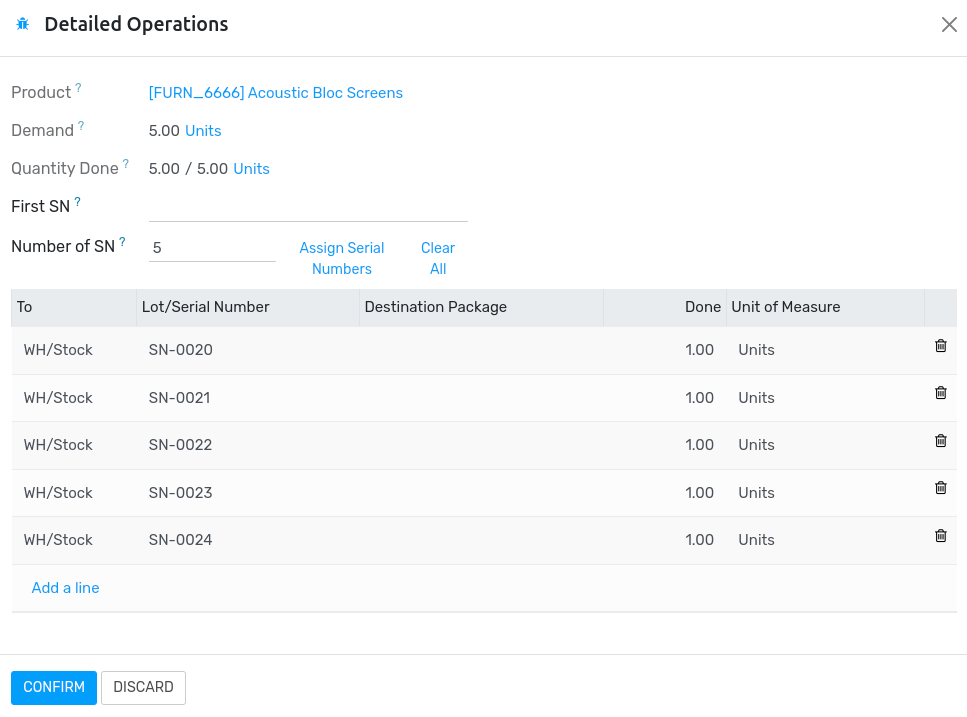 Detailed Operations
Product ? [FURN_6666] Acoustic Bloc Screens
Demand ? 5.00 Units
Quantity Done ? 5.00 / 5.00 Units
First SN ?
Number of SN ? 5 Assign Serial Numbers Clear All
To Lot/Serial Number Destination Package Done Unit of Measure
WH/Stock SN-0020 1.00 Units
WH/Stock SN-0021 1.00 Units
WH/Stock SN-0022 1.00 Units
WH/Stock SN-0023 1.00 Units
WH/Stock SN-0024 1.00 Units
Add a line
CONFIRM DISCARD